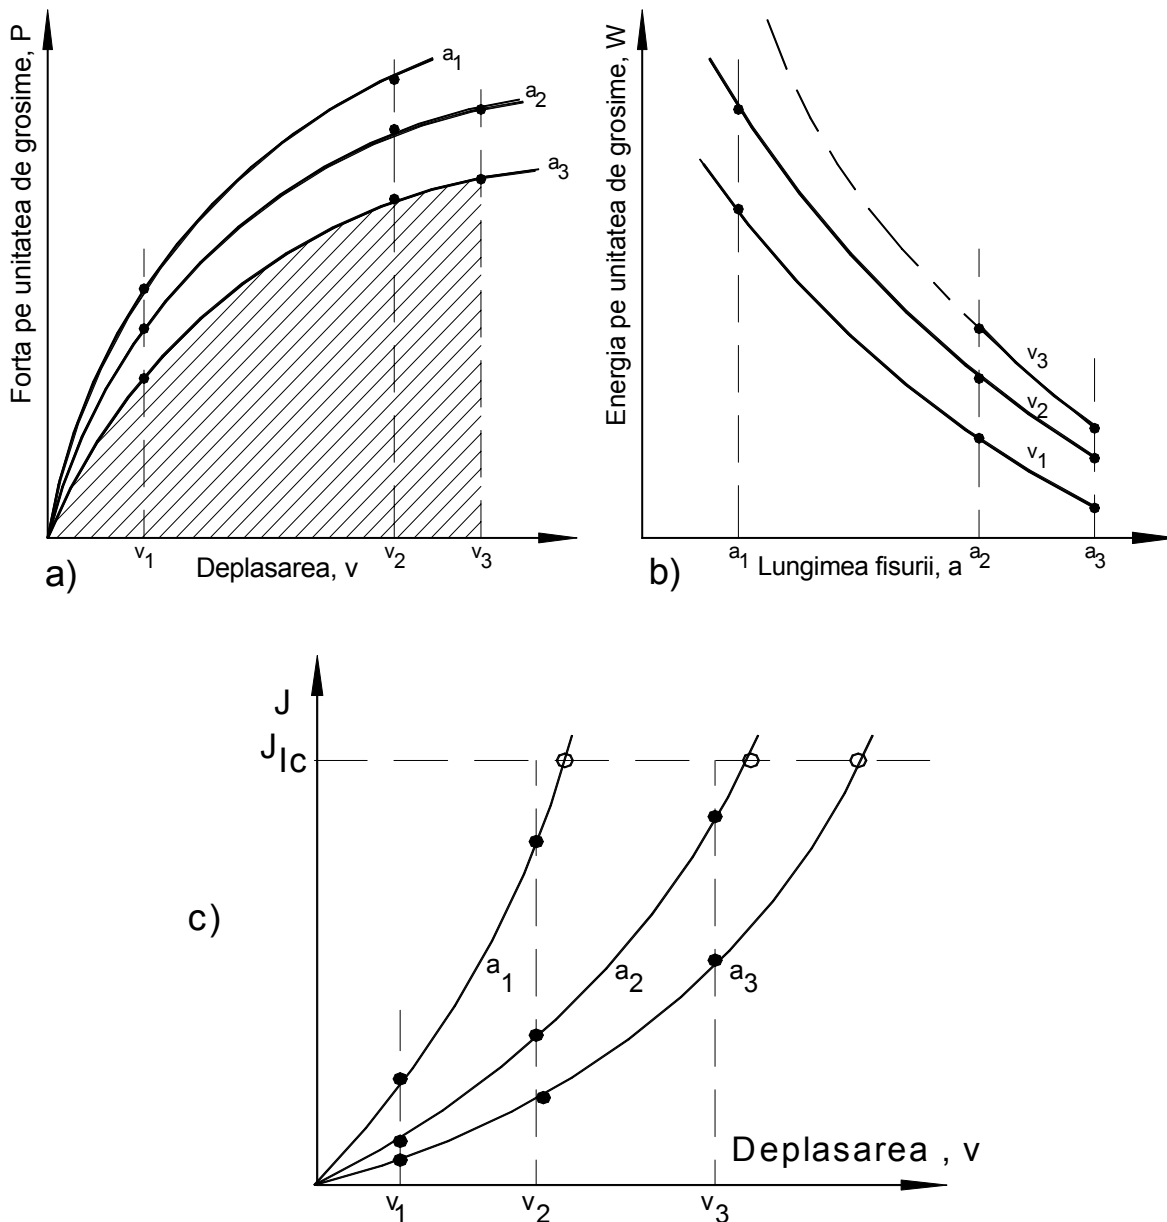 Forta pe unitatea de grosime, P
a1
a2
a3
v1
v2
v3
Deplasarea, v
a)
Energia pe unitatea de grosime, W
v3
v2
v1
a1
a2
a3
Lungimea fisurii, a
b)
J
JIc
c)
a1
a2
a3
Deplasarea , v
v1
v2
v3